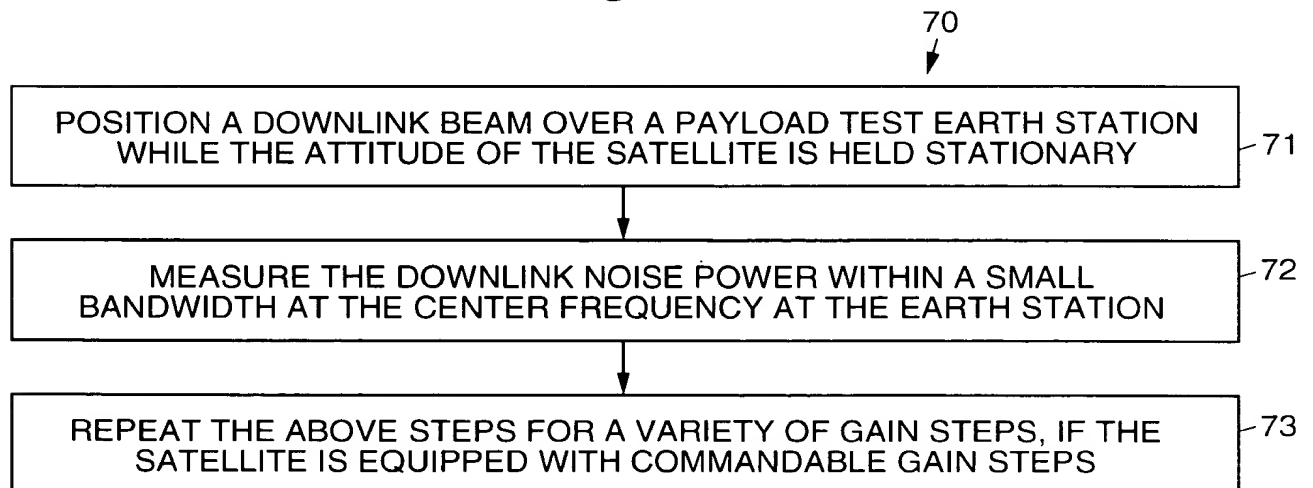 70
POSITION A DOWNLINK BEAM OVER A PAYLOAD TEST EARTH STATION
WHILE THE ATTITUDE OF THE SATELLITE IS HELD STATIONARY
71
MEASURE THE DOWNLINK NOISE POWER WITHIN A SMALL
BANDWIDTH AT THE CENTER FREQUENCY AT THE EARTH STATION
72
REPEAT THE ABOVE STEPS FOR A VARIETY OF GAIN STEPS, IF THE
SATELLITE IS EQUIPPED WITH COMMANDABLE GAIN STEPS
73